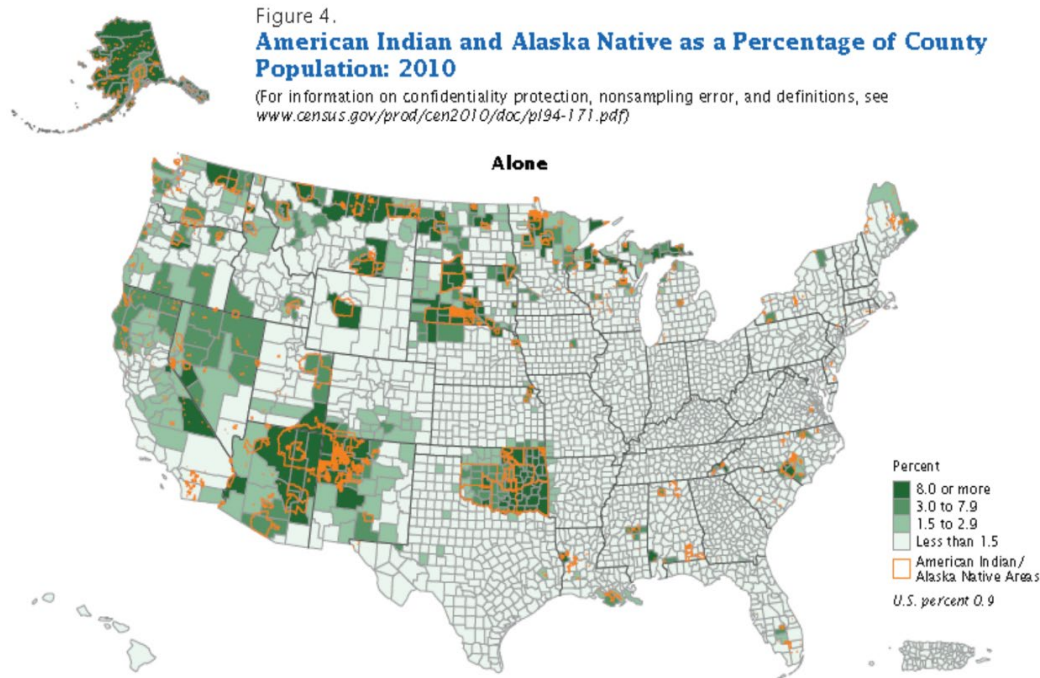 Figure 4.
American Indian and Alaska Native as a Percentage of County
Population: 2010
(For information on confidentiality protection, nonsampling error, and definitions, see
www.census.gov/prod/cen2010/doc/pl94-171.pdf)
Alone
Percent
8.0 or more
3.0 to 7.9
1.5 to 2.9
Less than 1.5
American Indian/
Alaska Native Areas
U.S. percent 0.9